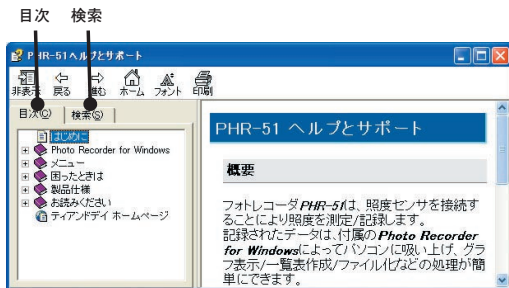 目次 検索
PHR-51ヘルプとサポート
非表示 戻る 進む ホーム フォント 印刷
目次(C) 検索(S)
はじめに
Photo Recorder for Windows
メニュー
困ったときは
製品仕様
お読みください
ティアンドデイ ホームページ
PHR-51 ヘルプとサポート
概要
フォトレコーダPHR-51は、照度センサを接続す
ることにより照度を測定/記録します。
記録されたデータは、付属のPhoto Recorder
for Windowsによってパソコンに吸い上げ、グラ
フ表示/一覧表作成/ファイル化などの処理が簡
単にできます。